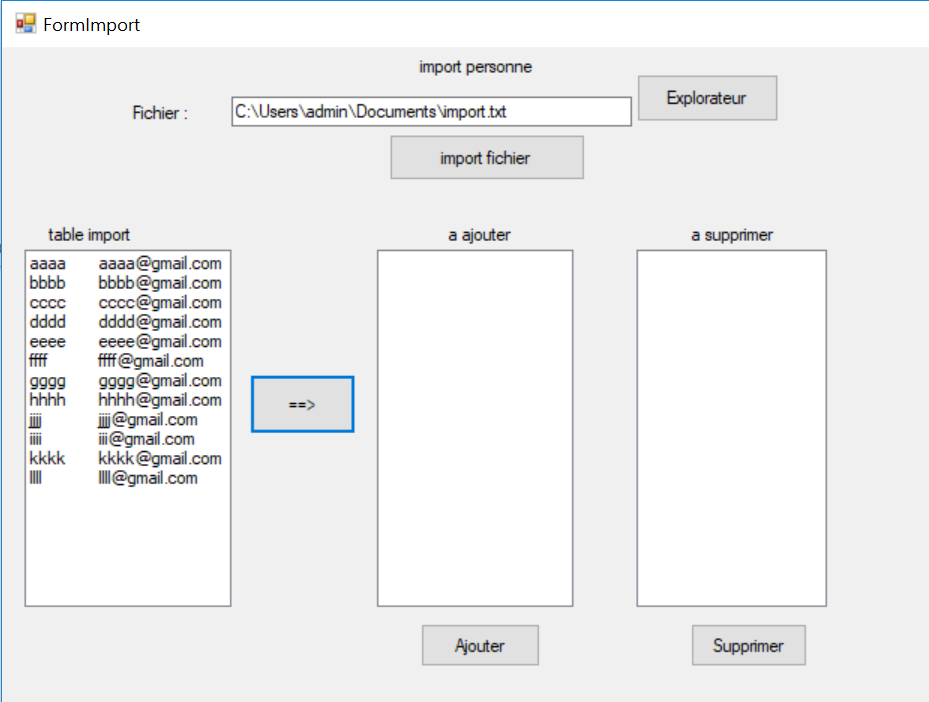 FormImport
import personne
Fichier :
C:\Users\admin\Documents\import.txt
Explorateur
import fichier
table import
a ajouter
a supprimer
aaaa aaaa@gmail.com
bbbb bbbb@gmail.com
cccc cccc@gmail.com
dddd dddd@gmail.com
eeee eeee@gmail.com
ffff ffff@gmail.com
gggg gggg@gmail.com
hhhh hhhh@gmail.com
jjjj jjjj@gmail.com
iiii iii@gmail.com
kkkk kkkk@gmail.com
llll llll@gmail.com
==>
Ajouter
Supprimer